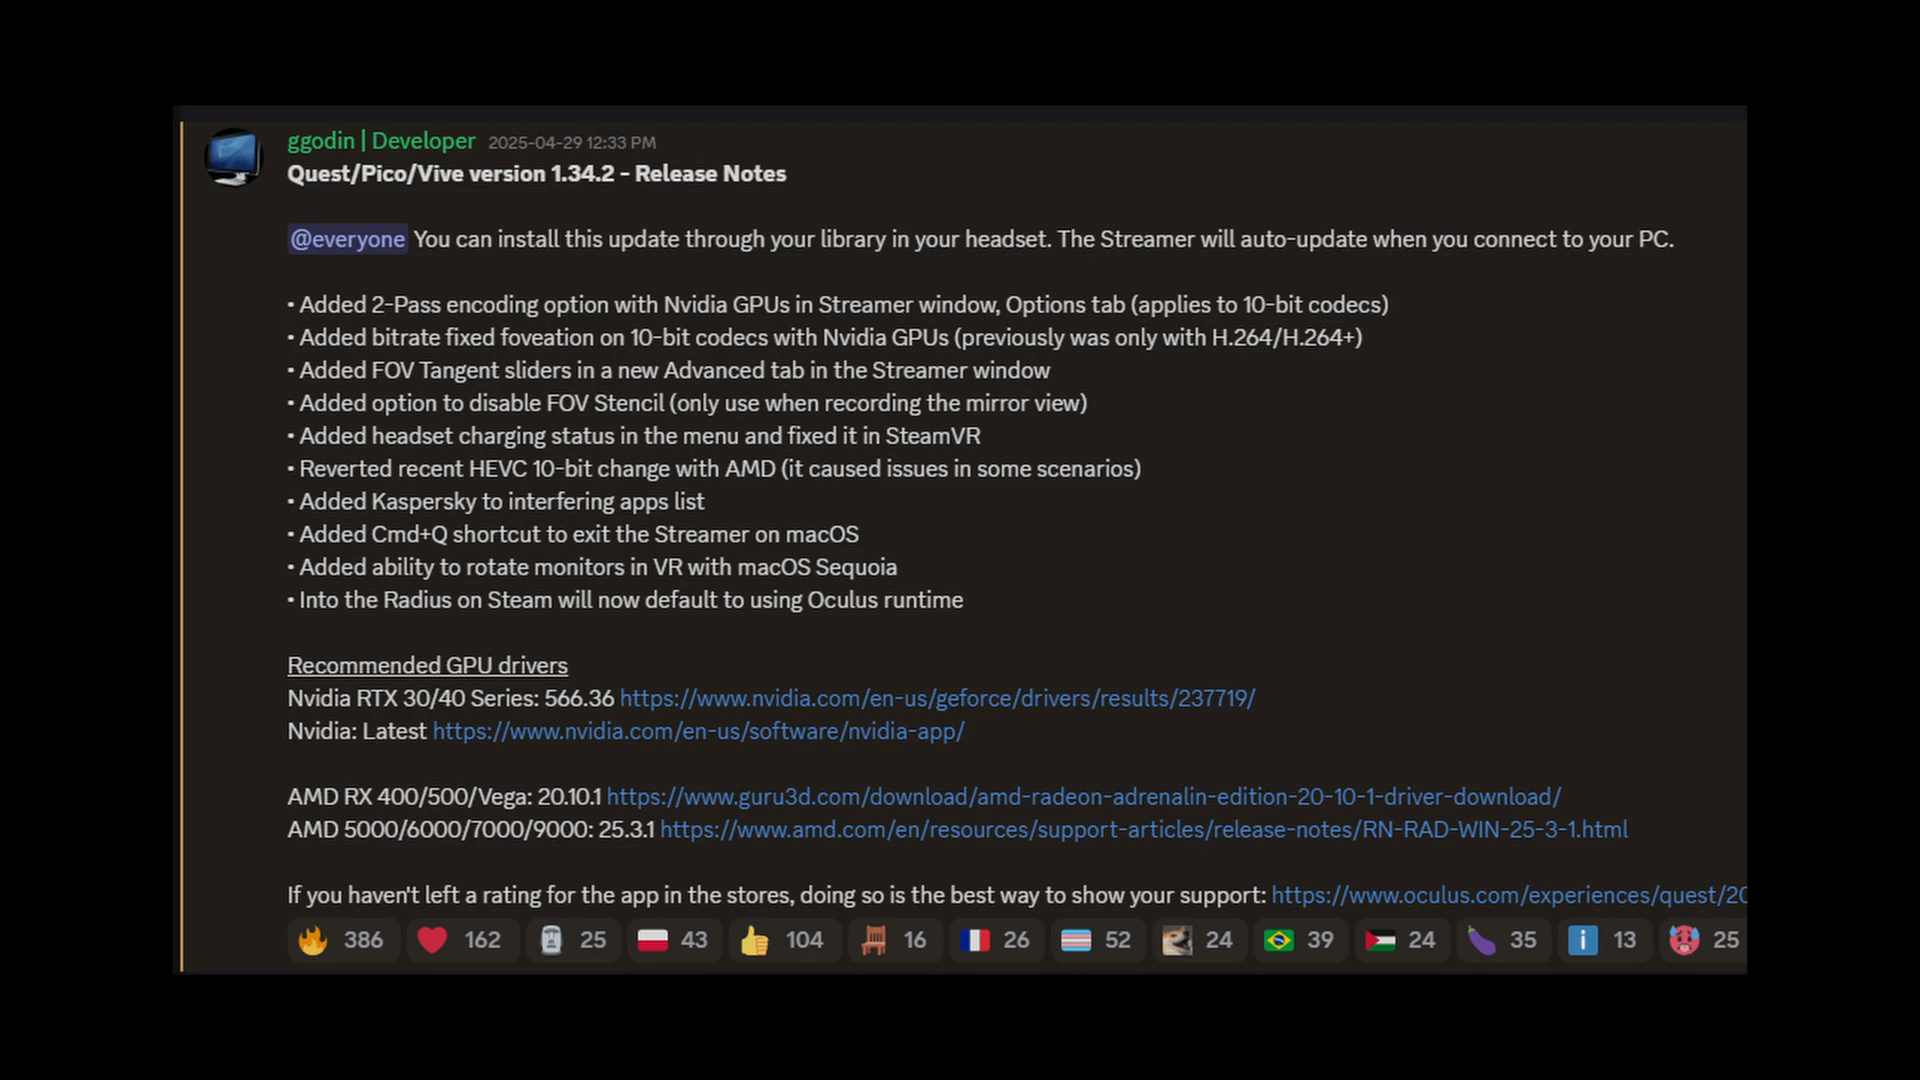 ggodin | Developer 2025-04-29 12:33 PM
Quest/Pico/Vive version 1.34.2 - Release Notes
@everyone You can install this update through your library in your headset. The Streamer will auto-update when you connect to your PC.
• Added 2-Pass encoding option with Nvidia GPUs in Streamer window, Options tab (applies to 10-bit codecs)
• Added bitrate fixed foveation on 10-bit codecs with Nvidia GPUs (previously was only with H.264/H.264+)
• Added FOV Tangent sliders in a new Advanced tab in the Streamer window
• Added option to disable FOV Stencil (only use when recording the mirror view)
• Added headset charging status in the menu and fixed it in SteamVR
• Reverted recent HEVC 10-bit change with AMD (it caused issues in some scenarios)
• Added Kaspersky to interfering apps list
• Added Cmd+Q shortcut to exit the Streamer on macOS
• Added ability to rotate monitors in VR with macOS Sequoia
• Into the Radius on Steam will now default to using Oculus runtime
Recommended GPU drivers
Nvidia RTX 30/40 Series: 566.36 https://www.nvidia.com/en-us/geforce/drivers/results/237719/
Nvidia: Latest https://www.nvidia.com/en-us/software/nvidia-app/
AMD RX 400/500/Vega: 20.10.1 https://www.guru3d.com/download/amd-radeon-adrenalin-edition-20-10-1-driver-download/
AMD 5000/6000/7000/9000: 25.3.1 https://www.amd.com/en/resources/support-articles/release-notes/RN-RAD-WIN-25-3-1.html
If you haven't left a rating for the app in the stores, doing so is the best way to show your support: https://www.oculus.com/experiences/quest/20
386 162 25 43 104 16 26 52 24 39 24 35 13 25